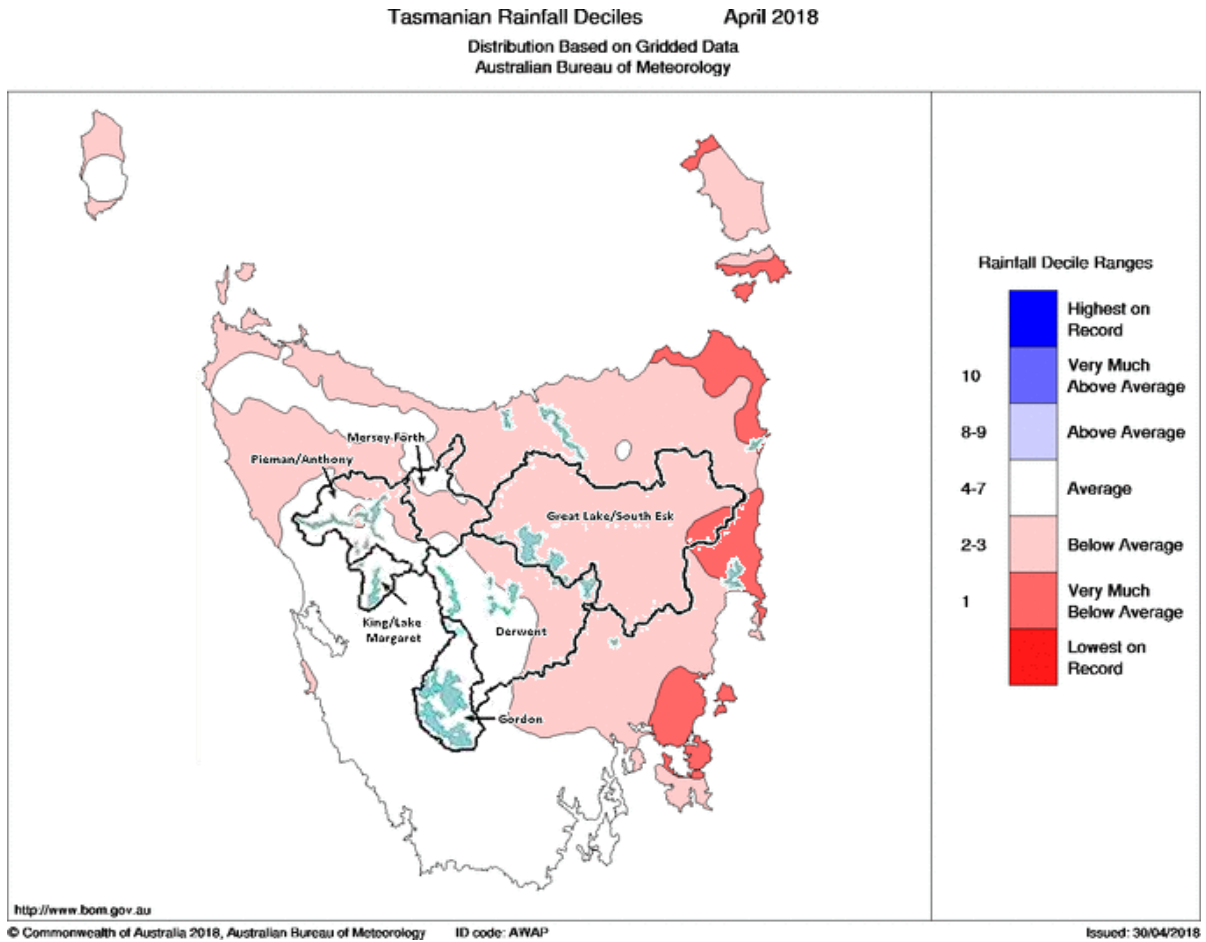 Tasmanian Rainfall Deciles April 2018
Distribution Based on Gridded Data
Australian Bureau of Meteorology
Rainfall Decile Ranges
Highest on
Record
10 Very Much
Above Average
8-9 Above Average
4-7 Average
2-3 Below Average
1 Very Much
Below Average
Lowest on
Record
Mersey Forth
Pieman/Anthony
Great Lake/South Esk
King/Lake
Margaret
Derwent
Gordon
http://www.bom.gov.au
© Commonwealth of Australia 2018, Australian Bureau of Meteorology ID code: AWAP Issued: 30/04/2018